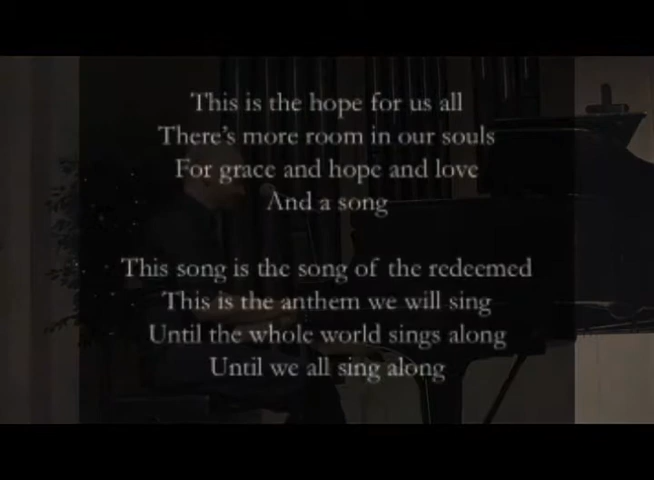 This is the hope for us all
There's more room in our souls
For grace and hope and love
And a song
This song is the song of the redeemed
This is the anthem we will sing
Until the whole world sings along
Until we all sing along